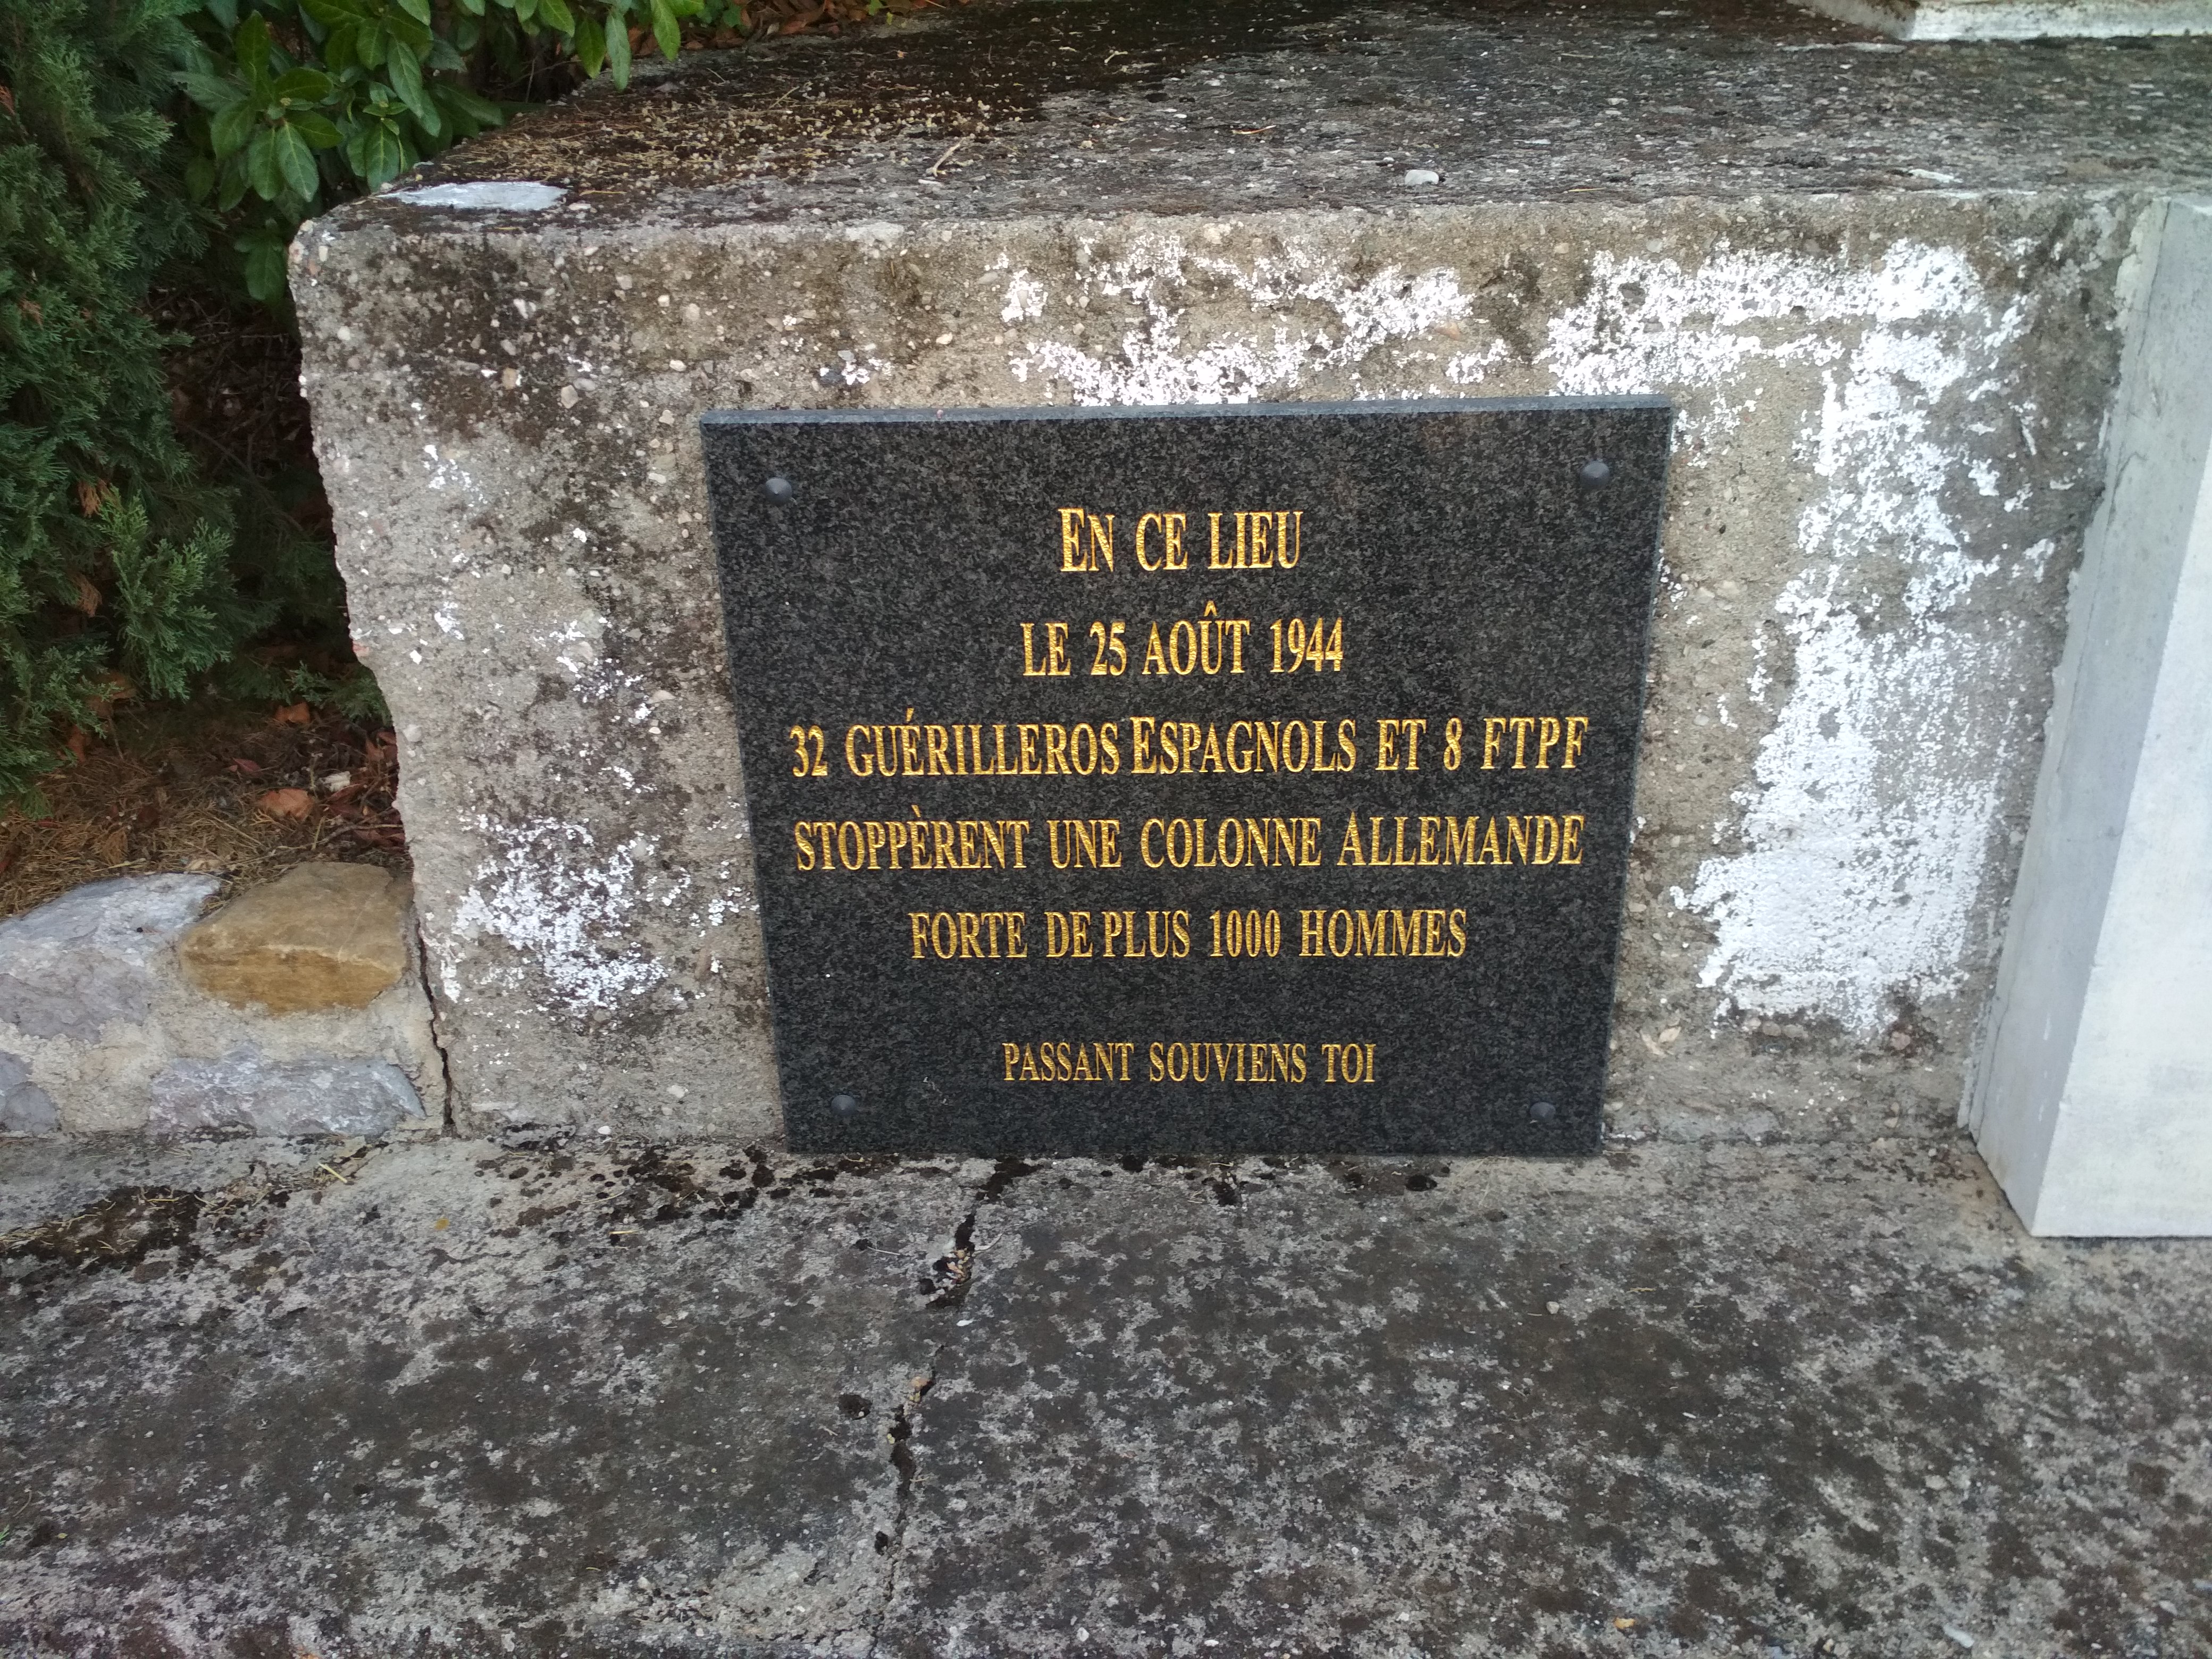 EN CE LIEU
LE 25 AOÛT 1944
32 GUÉRILLEROS ESPAGNOLS ET 8 FTPF
STOPPÈRENT UNE COLONNE ALLEMANDE
FORTE DE PLUS 1000 HOMMES
PASSANT SOUVIENS TOI